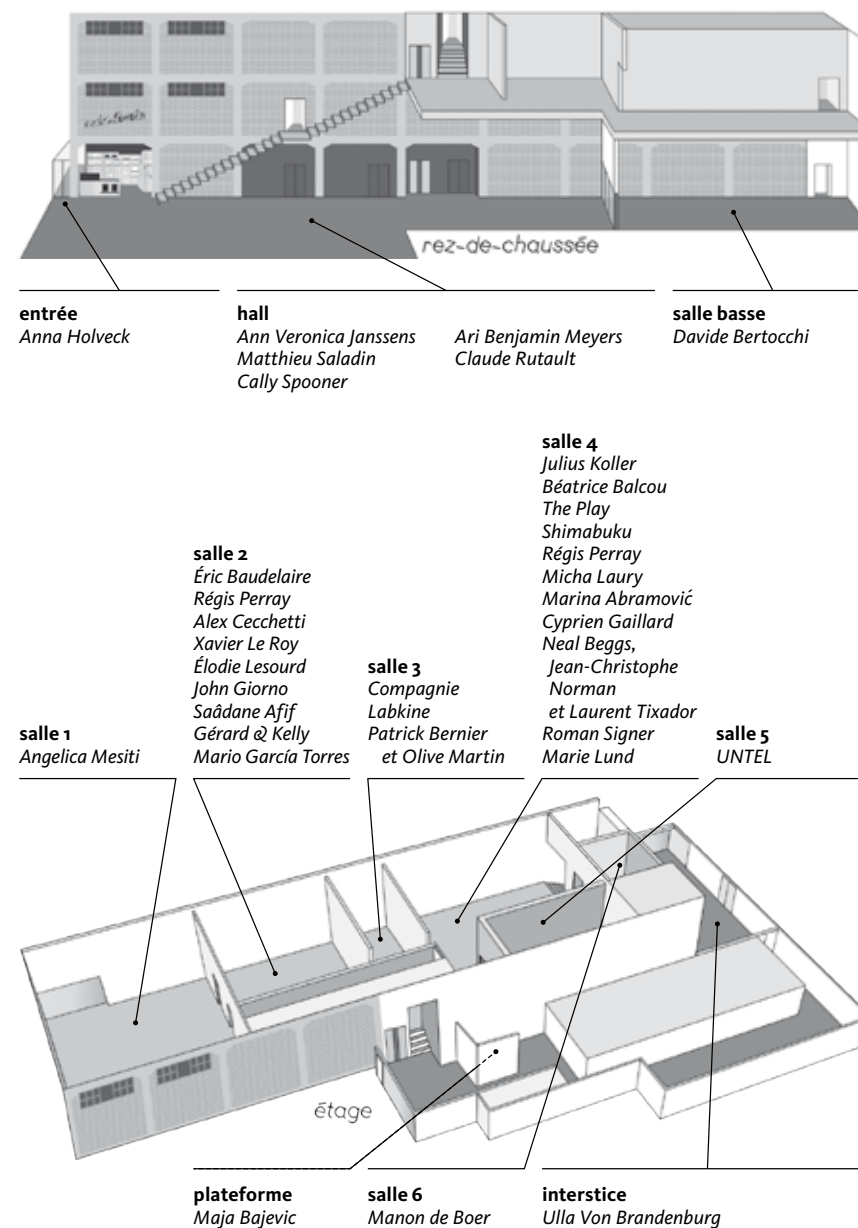 rez-de-chaussée
entrée
Anna Holveck
hall
Ann Veronica Janssens
Matthieu Saladin
Cally Spooner
Ari Benjamin Meyers
Claude Rutault
salle basse
Davide Bertocchi
salle 4
Julius Koller
Béatrice Balcou
The Play
Shimabuku
Régis Perray
Micha Laury
Marina Abramović
Cyprien Gaillard
Neal Beggs,
Jean-Christophe
Norman
et Laurent Tixador
Roman Signer
Marie Lund
salle 2
Éric Baudelaire
Régis Perray
Alex Cecchetti
Xavier Le Roy
Élodie Lesourd
John Giorno
Saâdane Afif
Gérard & Kelly
Mario García Torres
salle 3
Compagnie
Labkine
Patrick Bernier
et Olive Martin
salle 1
Angelica Mesiti
salle 5
UNTEL
étage
plateforme
Maja Bajevic
salle 6
Manon de Boer
interstice
Ulla Von Brandenburg